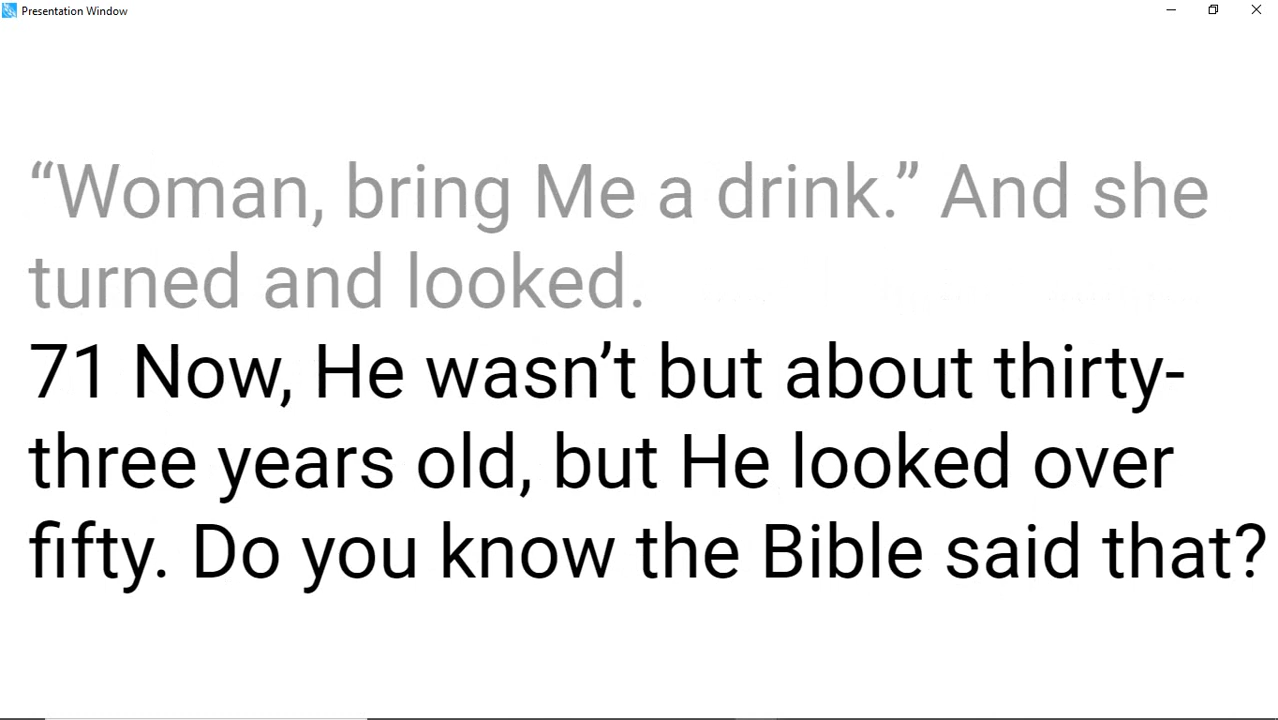 Presentation Window
“Woman, bring Me a drink.” And she
turned and looked.
71 Now, He wasn’t but about thirty-
three years old, but He looked over
fifty. Do you know the Bible said that?